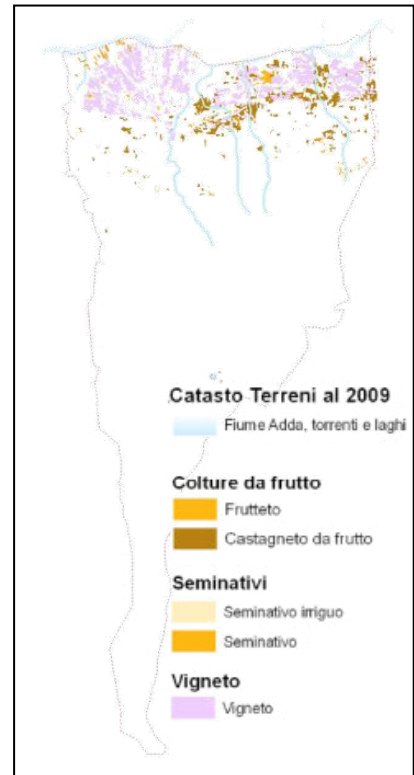 Catasto Terreni al 2009
Fiume Adda, torrenti e laghi
Colture da frutto
Frutteto
Castagneto da frutto
Seminativi
Seminativo irriguo
Seminativo
Vigneto
Vigneto